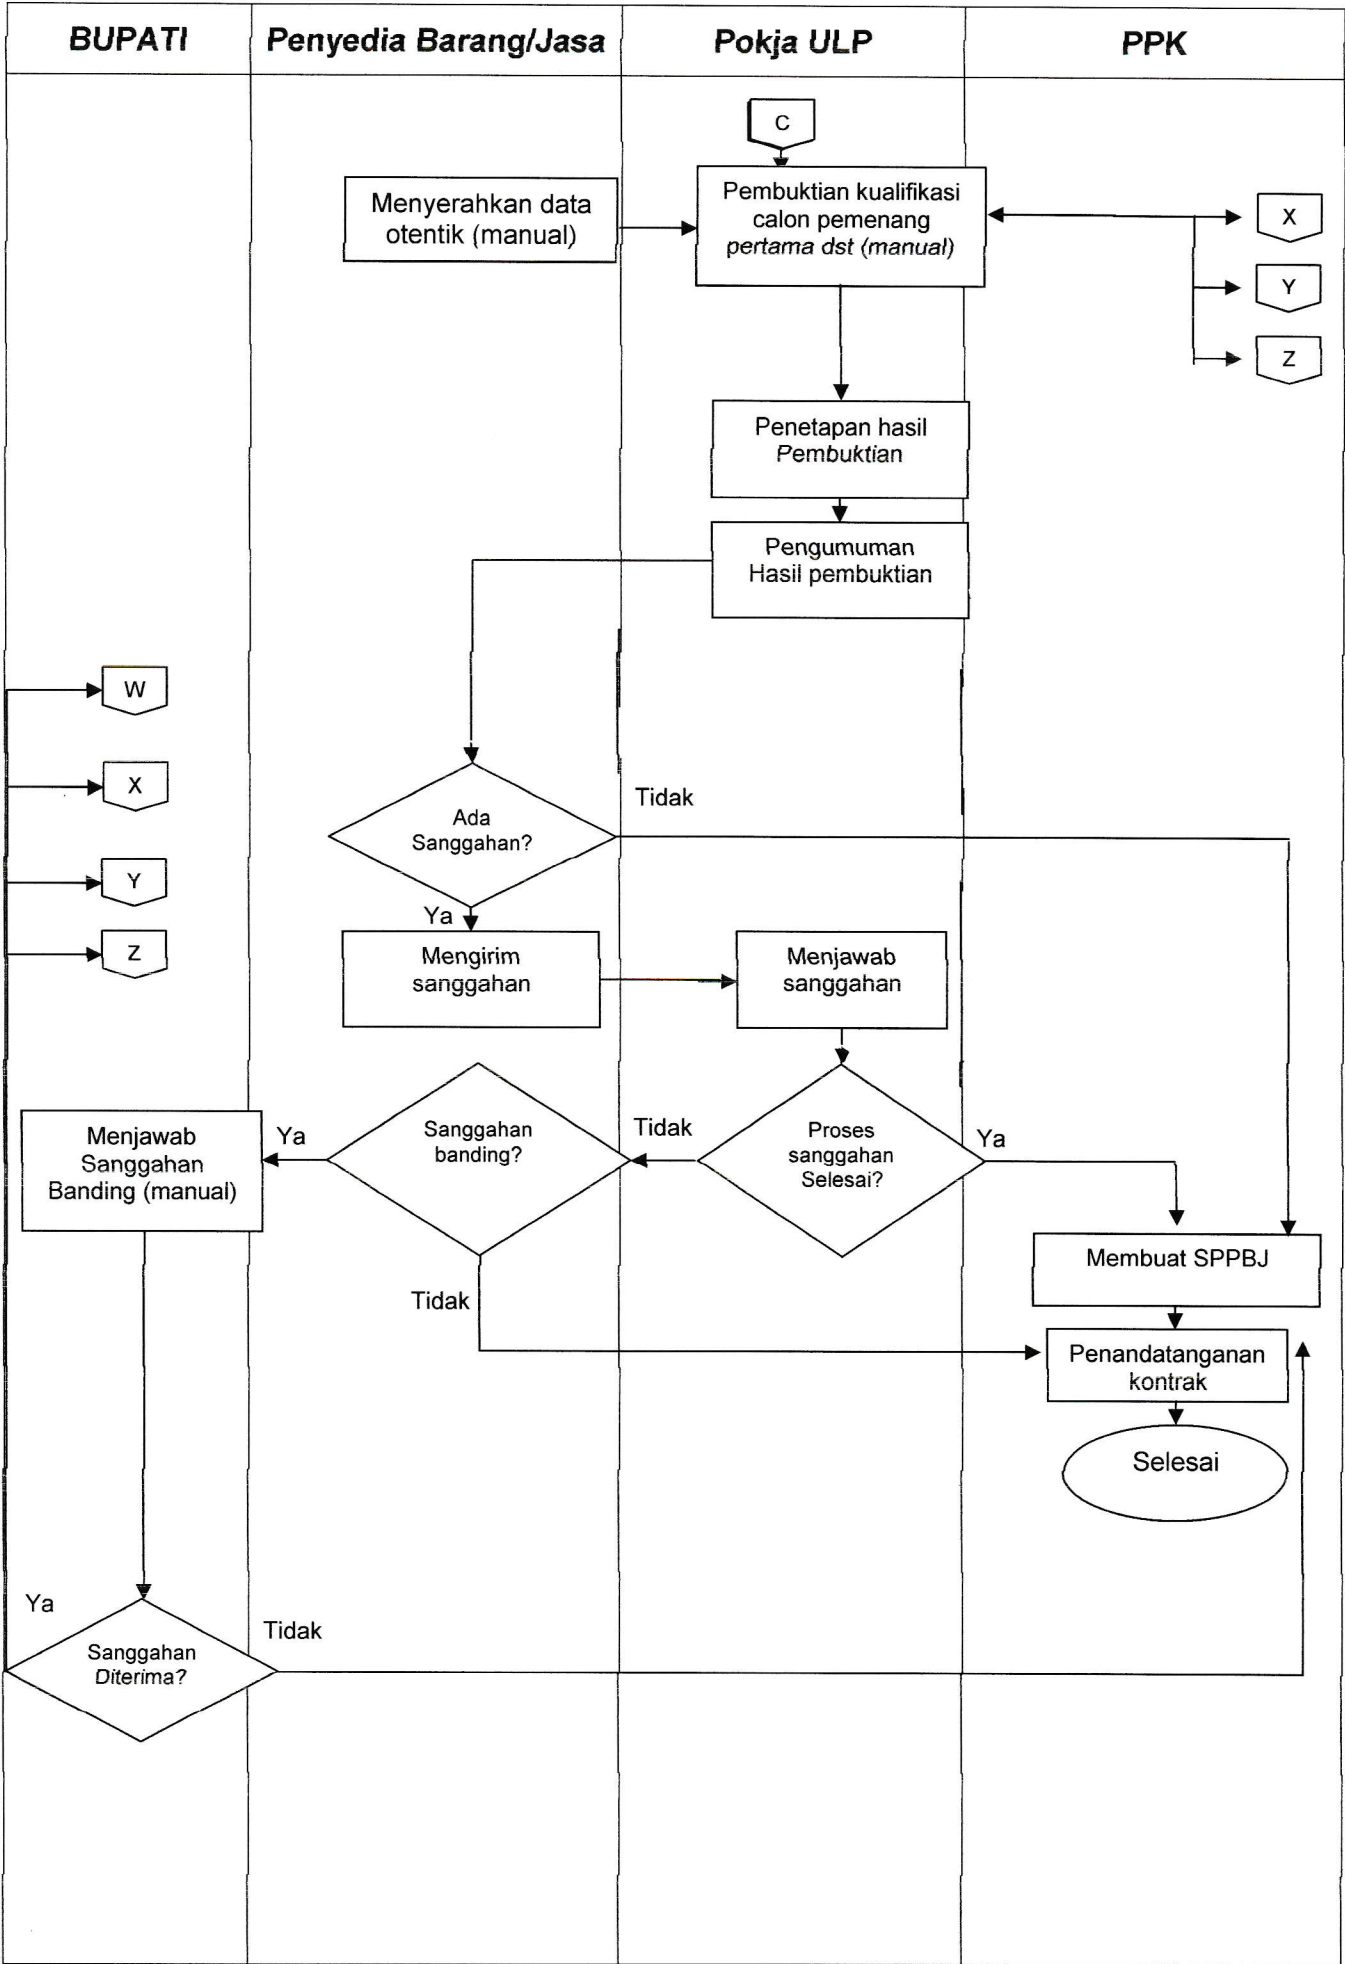 BUPATI
Penyedia Barang/Jasa
Pokja ULP
PPK
C
Menyerahkan data
otentik (manual)
Pembuktian kualifikasi
calon pemenang
pertama dst (manual)
X
Y
Z
Penetapan hasil
Pembuktian
Pengumuman
Hasil pembuktian
W
X
Y
Z
Ada
Sanggahan?
Tidak
Ya
Mengirim
sanggahan
Menjawab
sanggahan
Menjawab
Sanggahan
Banding (manual)
Ya
Sanggahan
banding?
Tidak
Proses
sanggahan
Selesai?
Ya
Tidak
Membuat SPPBJ
Penandatanganan
kontrak
Selesai
Ya
Sanggahan
Diterima?
Tidak